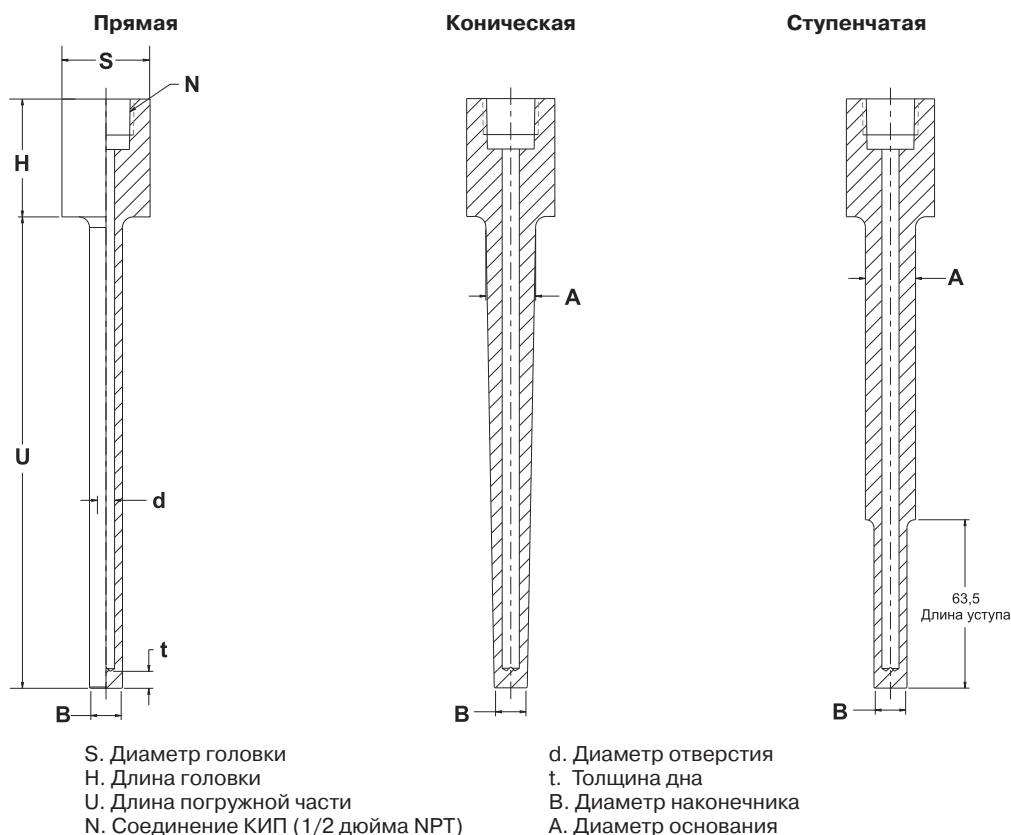 Прямая
Коническая
Ступенчатая
S
N
H
A
A
U
d
63,5
Длина уступа
t
B
B
B
S. Диаметр головки
H. Длина головки
U. Длина погружной части
N. Соединение КИП (1/2 дюйма NPT)
d. Диаметр отверстия
t. Толщина дна
B. Диаметр наконечника
A. Диаметр основания